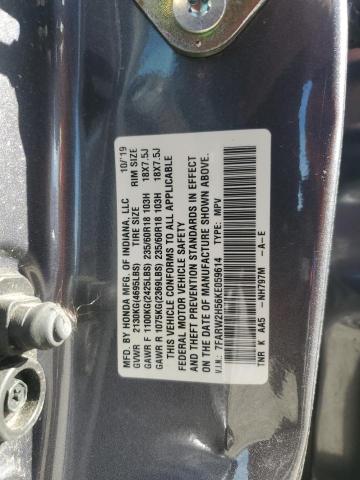 MFD. BY HONDA MFG. OF INDIANA, LLC 10/19
GVWR 2130KG(4695LBS) TIRE SIZE RIM SIZE
GAWR F 1100KG(2425LBS) 235/60R18 103H 18X7.5J
GAWR R 1075KG(2369LBS) 235/60R18 103H 18X7.5J
THIS VEHICLE CONFORMS TO ALL APPLICABLE
FEDERAL MOTOR VEHICLE SAFETY
AND THEFT PREVENTION STANDARDS IN EFFECT
ON THE DATE OF MANUFACTURE SHOWN ABOVE.
V.I.N.: 7FARW2H56KE059614 TYPE: MPV
TNR K AA5 -NH797M -A-E